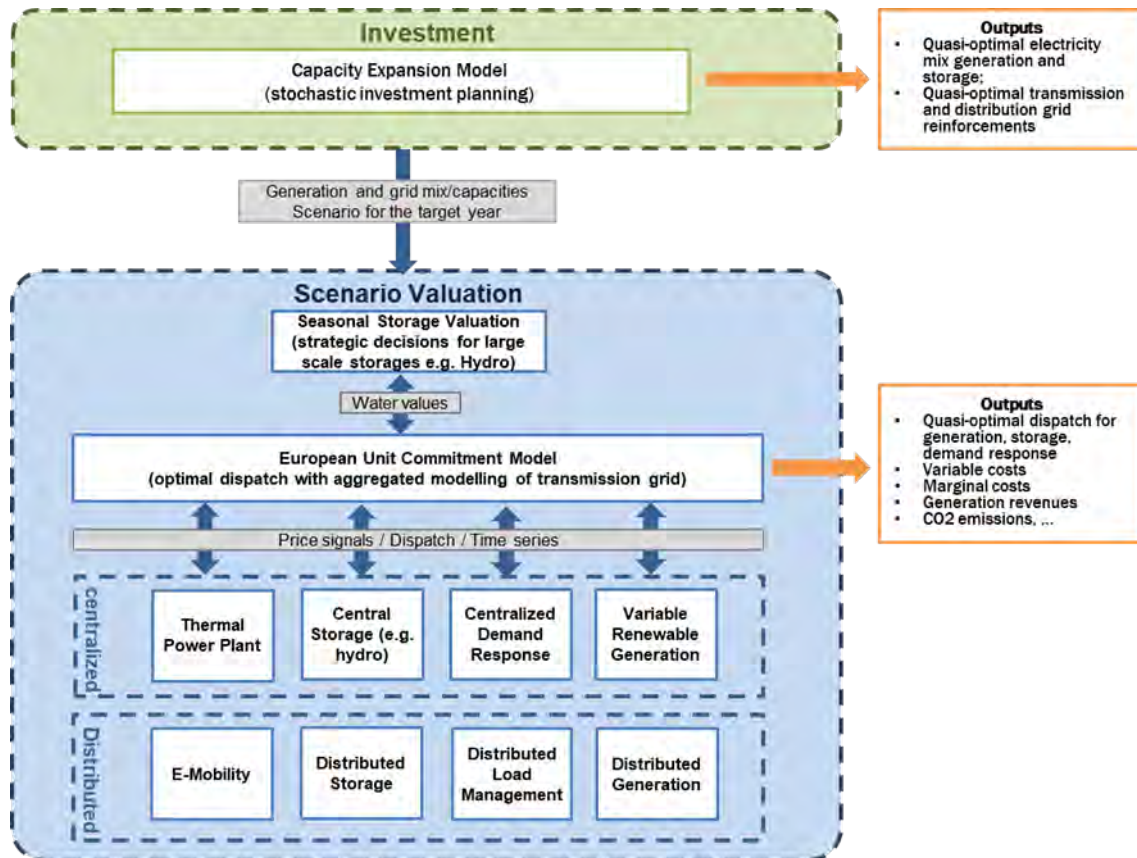 Investment
Capacity Expansion Model
(stochastic investment planning)
Outputs
▪ Quasi-optimal electricity
mix generation and
storage;
▪ Quasi-optimal transmission
and distribution grid
reinforcements
Generation and grid mix/capacities
Scenario for the target year
Scenario Valuation
Seasonal Storage Valuation
(strategic decisions for large
scale storages e.g. Hydro)
Water values
European Unit Commitment Model
(optimal dispatch with aggregated modelling of transmission grid)
Outputs
▪ Quasi-optimal dispatch for
generation, storage,
demand response
▪ Variable costs
▪ Marginal costs
▪ Generation revenues
▪ CO2 emissions, ...
Price signals / Dispatch / Time series
centralized
Thermal
Power Plant
Central
Storage (e.g.
hydro)
Centralized
Demand
Response
Variable
Renewable
Generation
Distributed
E-Mobility
Distributed
Storage
Distributed
Load
Management
Distributed
Generation